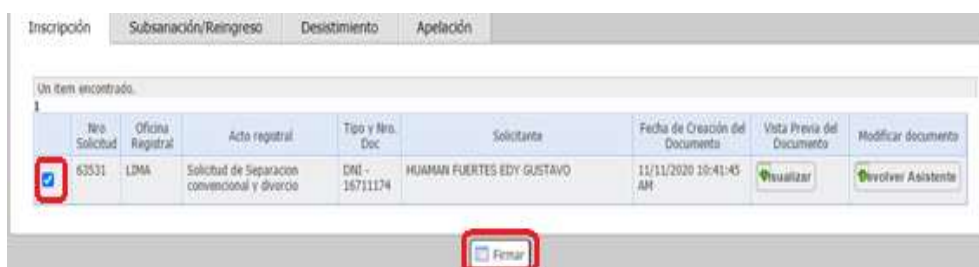 Inscripción Subsanación/Reingreso Desistimiento Apelación
Un item encontrado.
1
Nro. Solicitud Oficina Registral Acto registral Tipo y Nro. Doc Solicitante Fecha de Creación del Documento Vista Previa del Documento Modificar documento
63531 LIMA Solicitud de Separacion convencional y divorcio DNI - 16711174 HUAMAN FUERTES EDY GUSTAVO 11/11/2020 10:41:45 AM Visualizar Devolver Asistente
Firmar